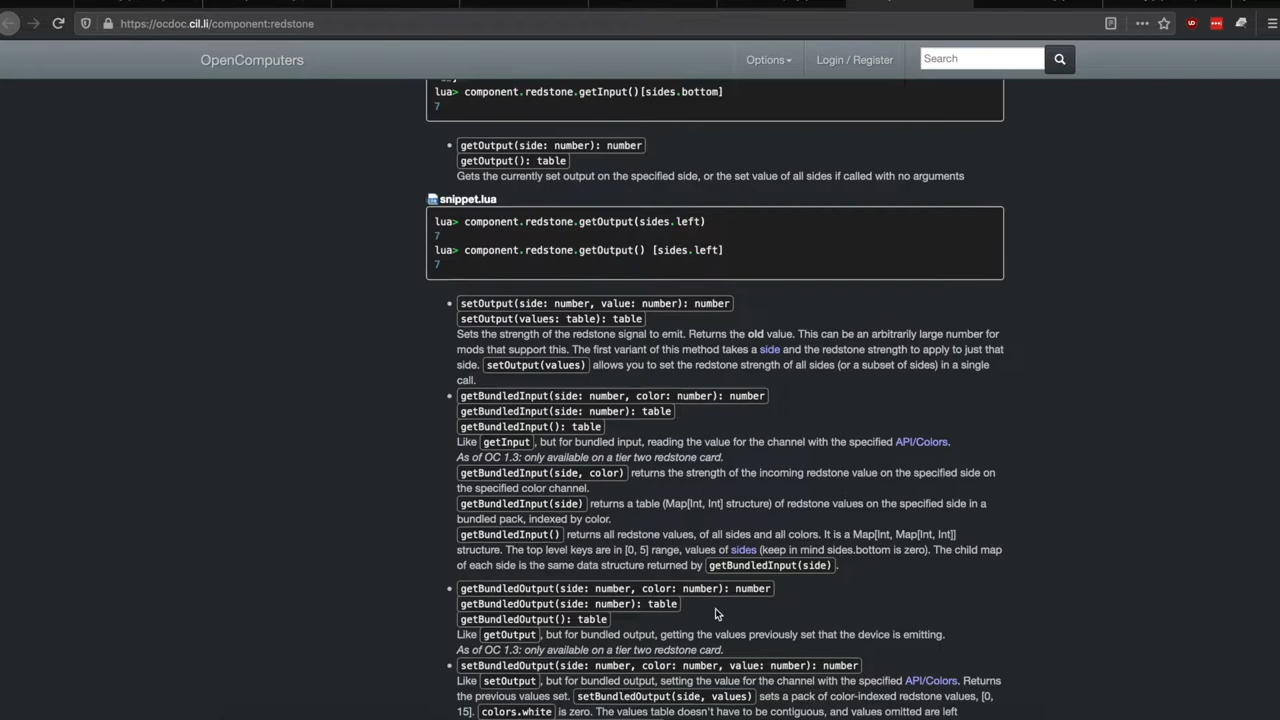 https://ocdoc.cil.li/component:redstone
OpenComputers
Options
Login / Register
Search
lua> component.redstone.getInput()[sides.bottom]
7
getOutput(side: number): number
getOutput(): table
Gets the currently set output on the specified side, or the set value of all sides if called with no arguments
snippet.lua
lua> component.redstone.getOutput(sides.left)
7
lua> component.redstone.getOutput() [sides.left]
7
setOutput(side: number, value: number): number
setOutput(values: table): table
Sets the strength of the redstone signal to emit. Returns the old value. This can be an arbitrarily large number for
mods that support this. The first variant of this method takes a side and the redstone strength to apply to just that
side. setOutput(values) allows you to set the redstone strength of all sides (or a subset of sides) in a single
call.
getBundledInput(side: number, color: number): number
getBundledInput(side: number): table
getBundledInput(): table
Like getInput, but for bundled input, reading the value for the channel with the specified API/Colors.
As of OC 1.3: only available on a tier two redstone card.
getBundledInput(side, color) returns the strength of the incoming redstone value on the specified side on
the specified color channel.
getBundledInput(side) returns a table (Map[Int, Int] structure) of redstone values on the specified side in a
bundled pack, indexed by color.
getBundledInput() returns all redstone values, of all sides and all colors. It is a Map[Int, Map[Int, Int]]
structure. The top level keys are in [0, 5] range, values of sides (keep in mind sides.bottom is zero). The child map
of each side is the same data structure returned by getBundledInput(side).
getBundledOutput(side: number, color: number): number
getBundledOutput(side: number): table
getBundledOutput(): table
Like getOutput, but for bundled output, getting the values previously set that the device is emitting.
As of OC 1.3: only available on a tier two redstone card.
setBundledOutput(side: number, color: number, value: number): number
Like setOutput, but for bundled output, setting the value for the channel with the specified API/Colors. Returns
the previous values set. setBundledOutput(side, values) sets a pack of color-indexed redstone values, [0,
15]. colors.white is zero. The values table doesn't have to be contiguous, and values omitted are left